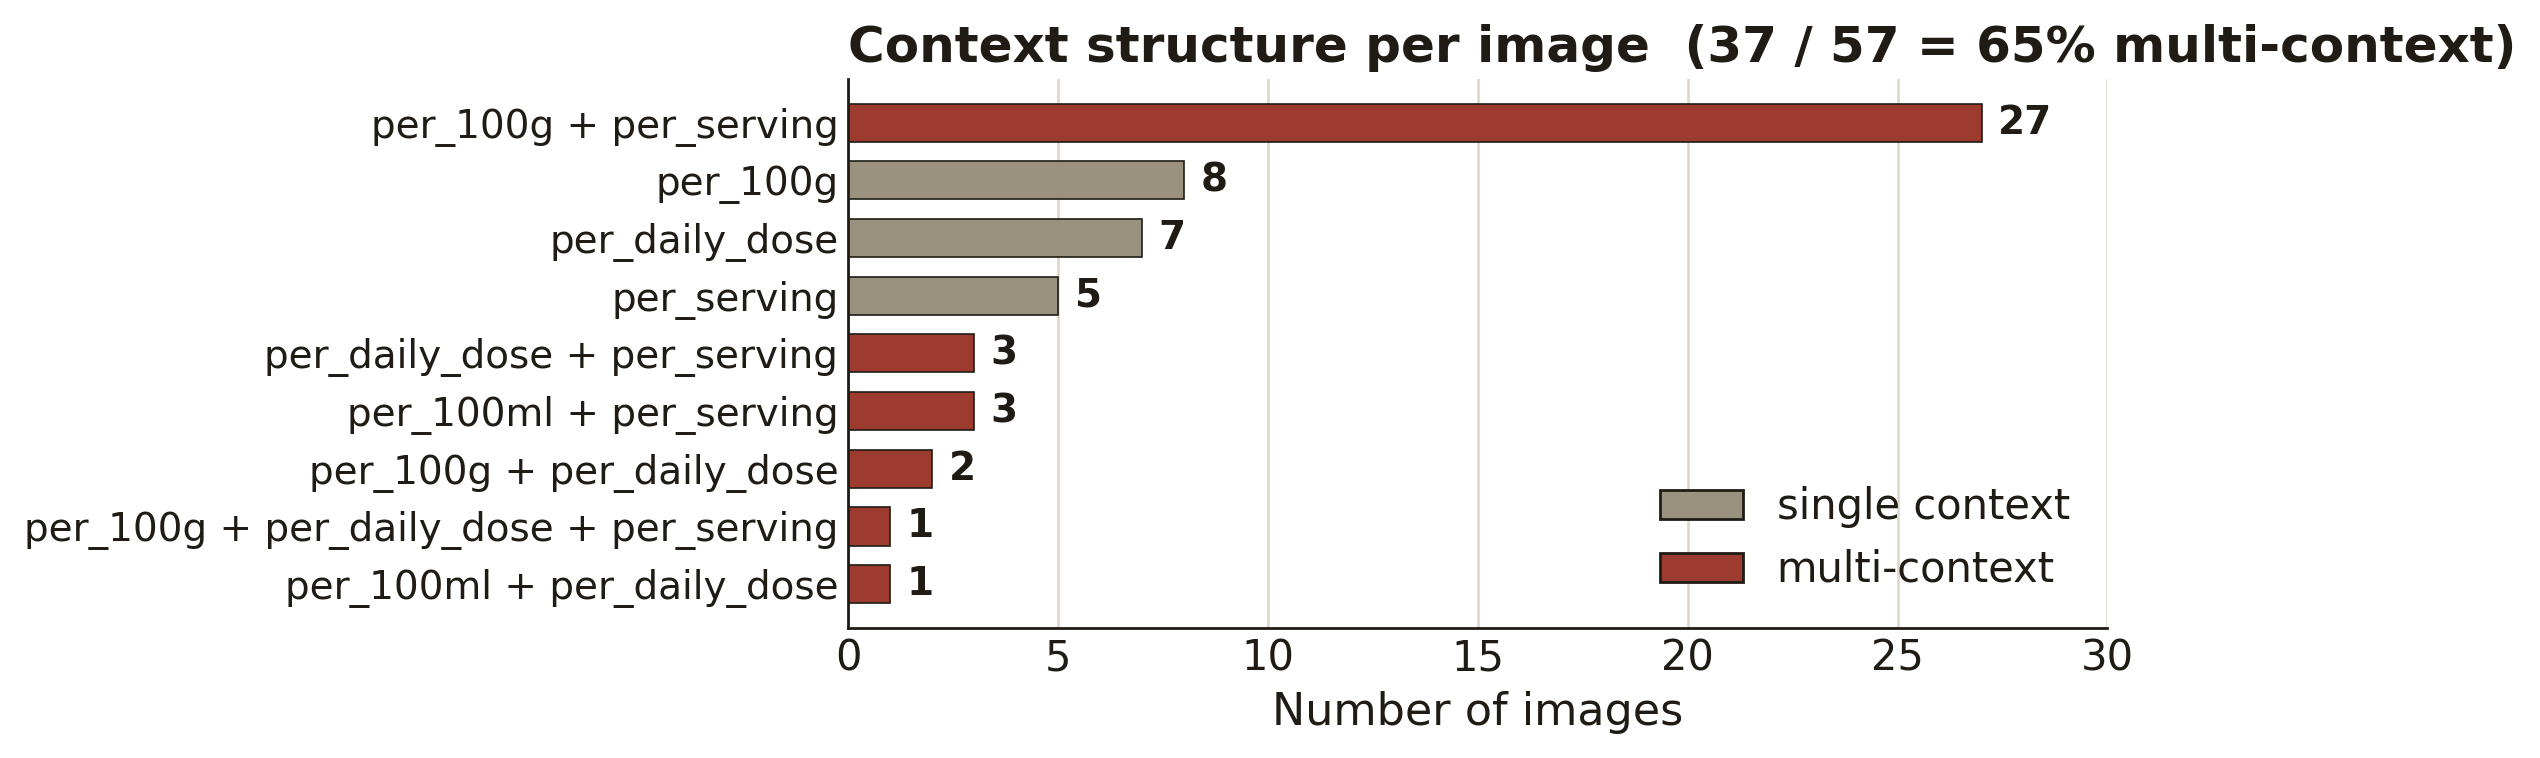 Context structure per image  (37 / 57 = 65% multi-context)
per_100g + per_serving 27
per_100g 8
per_daily_dose 7
per_serving 5
per_daily_dose + per_serving 3
per_100ml + per_serving 3
per_100g + per_daily_dose 2
per_100g + per_daily_dose + per_serving 1
per_100ml + per_daily_dose 1
single context
multi-context
0 5 10 15 20 25 30
Number of images